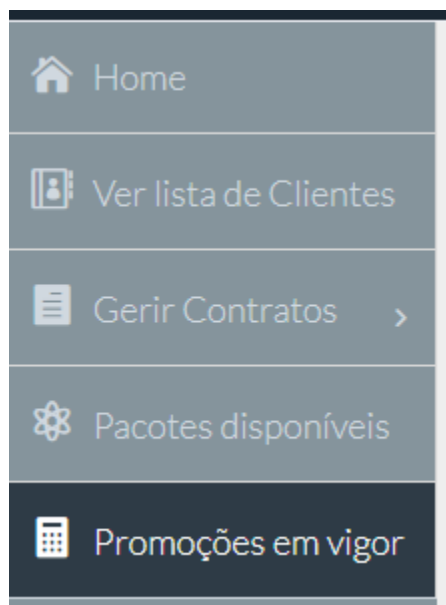 Home
Ver lista de Clientes
Gerir Contratos
Pacotes disponíveis
Promoções em vigor